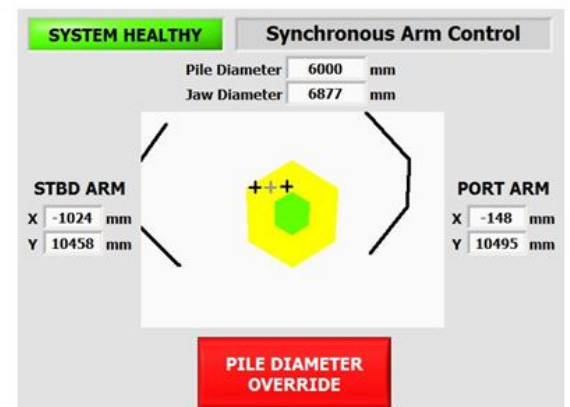 SYSTEM HEALTHY
Synchronous Arm Control
Pile Diameter 6000 mm
Jaw Diameter 6877 mm
STBD ARM
X -1024 mm
Y 10458 mm
PORT ARM
X -148 mm
Y 10495 mm
PILE DIAMETER
OVERRIDE